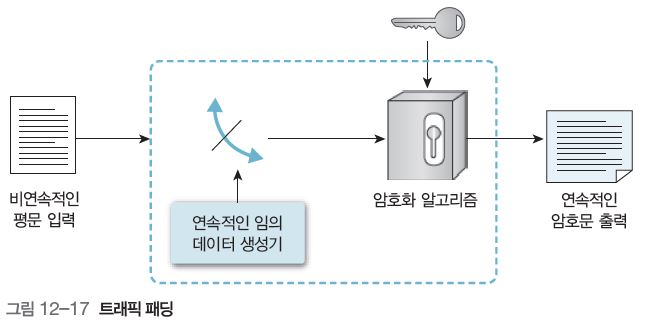 비연속적인
평문 입력
연속적인 임의
데이터 생성기
암호화 알고리즘
연속적인
암호문 출력
그림 12-17 트래픽 패딩